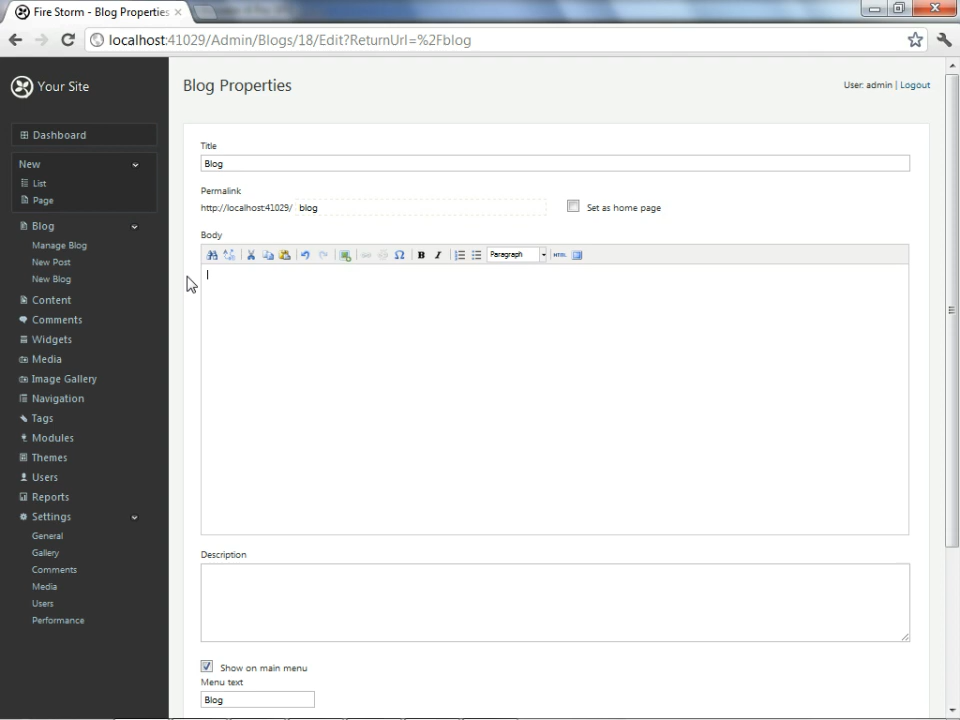 Fire Storm - Blog Properties
localhost:41029/Admin/Blogs/18/Edit?ReturnUrl=%2Fblog
Your Site
Blog Properties
User: admin | Logout
Dashboard
New
List
Page
Blog
Manage Blog
New Post
New Blog
Content
Comments
Widgets
Media
Image Gallery
Navigation
Tags
Modules
Themes
Users
Reports
Settings
General
Gallery
Comments
Media
Users
Performance
Title
Blog
Permalink
http://localhost:41029/ blog
Set as home page
Body
B I Paragraph HTML
Description
Show on main menu
Menu text
Blog